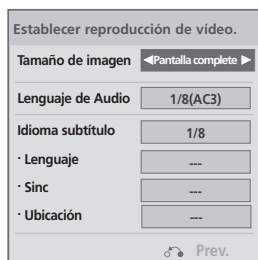 Establecer reproducción de vídeo.
Tamaño de imagen ◀Pantalla complete ▶
Lenguaje de Audio 1/8(AC3)
Idioma subtítulo 1/8
· Lenguaje ---
· Sinc ---
· Ubicación ---
Prev.